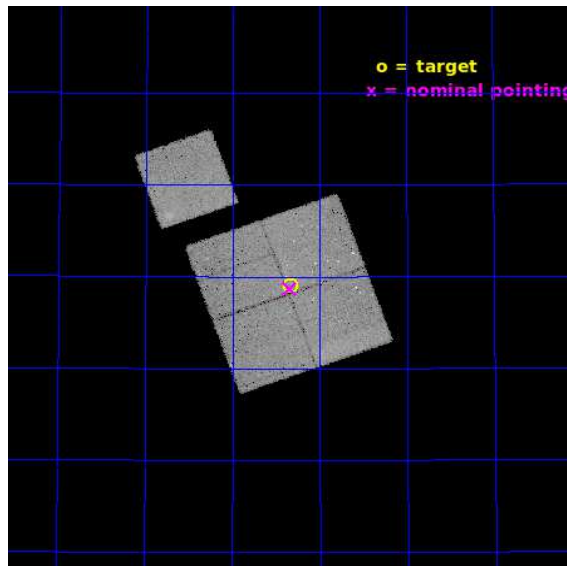 o = target
x = nominal pointing